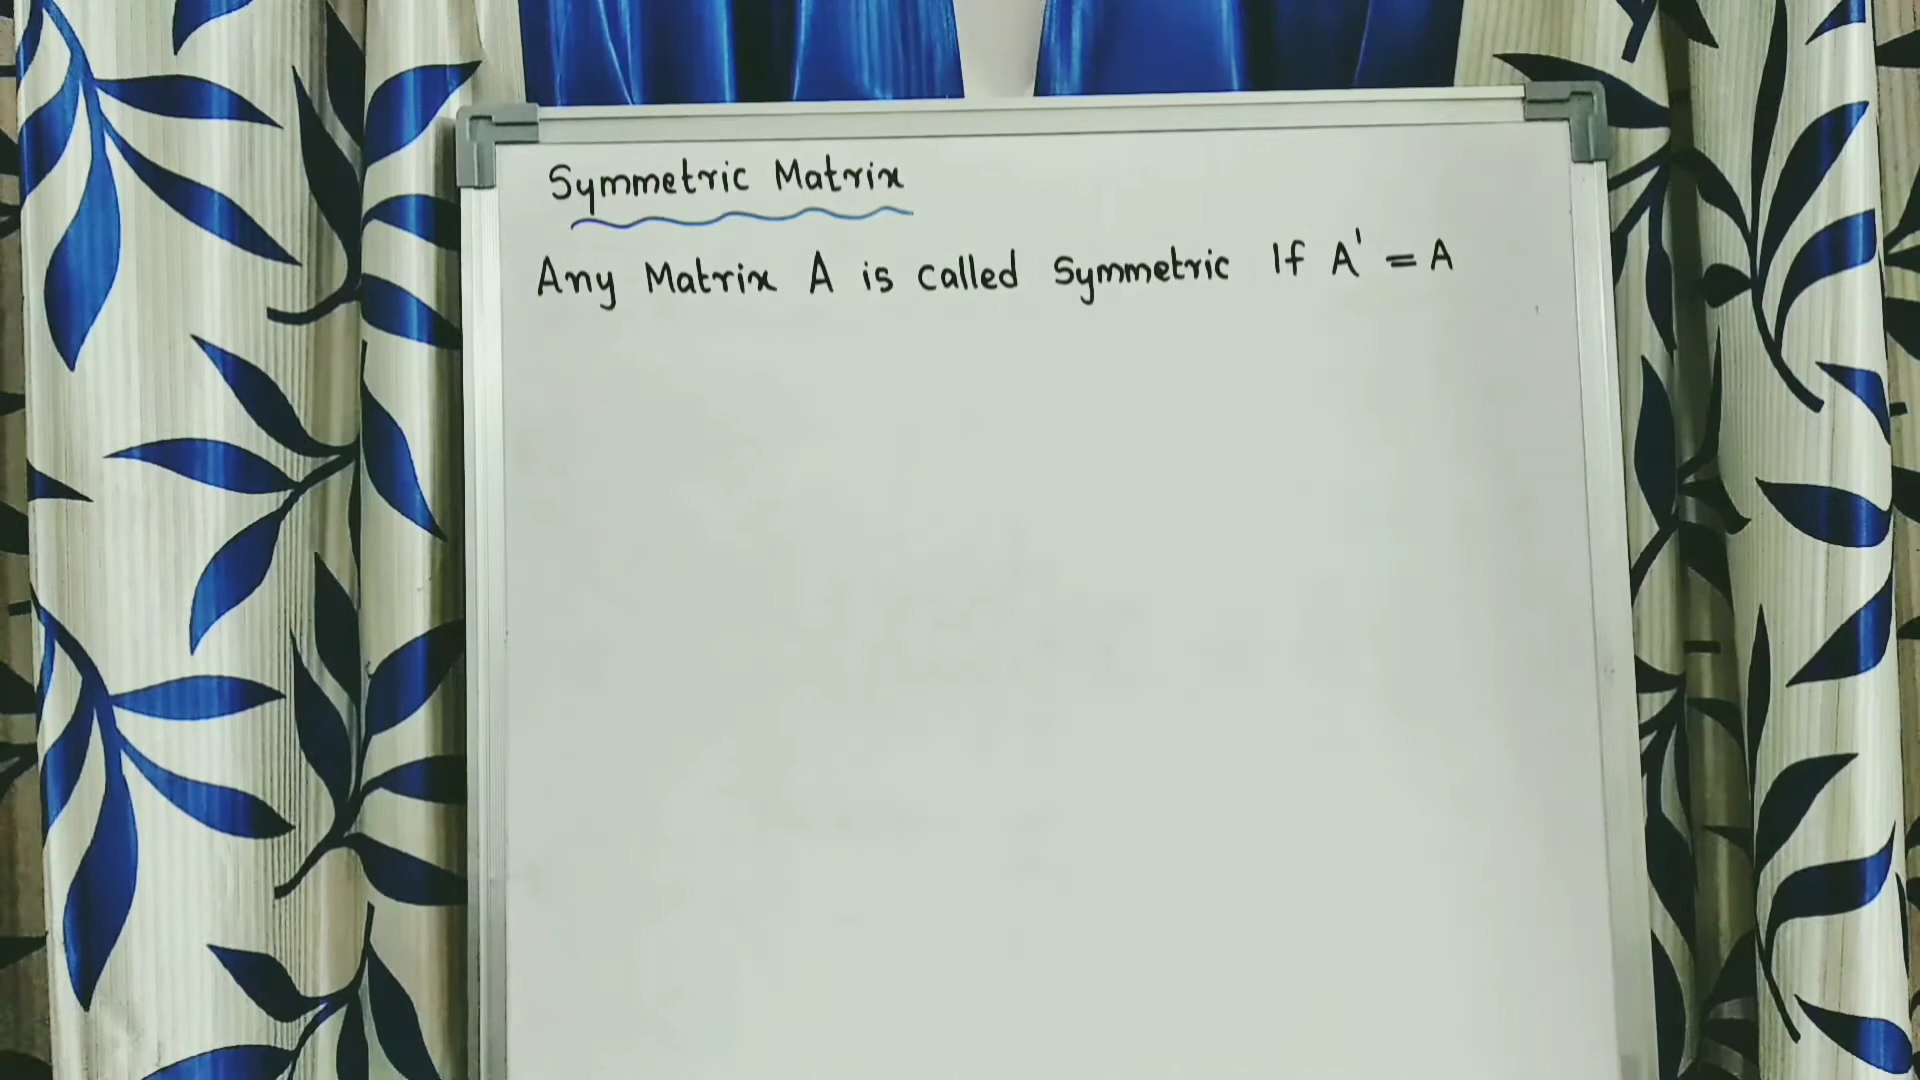 Symmetric Matrix
Any Matrix A is called Symmetric If A' = A